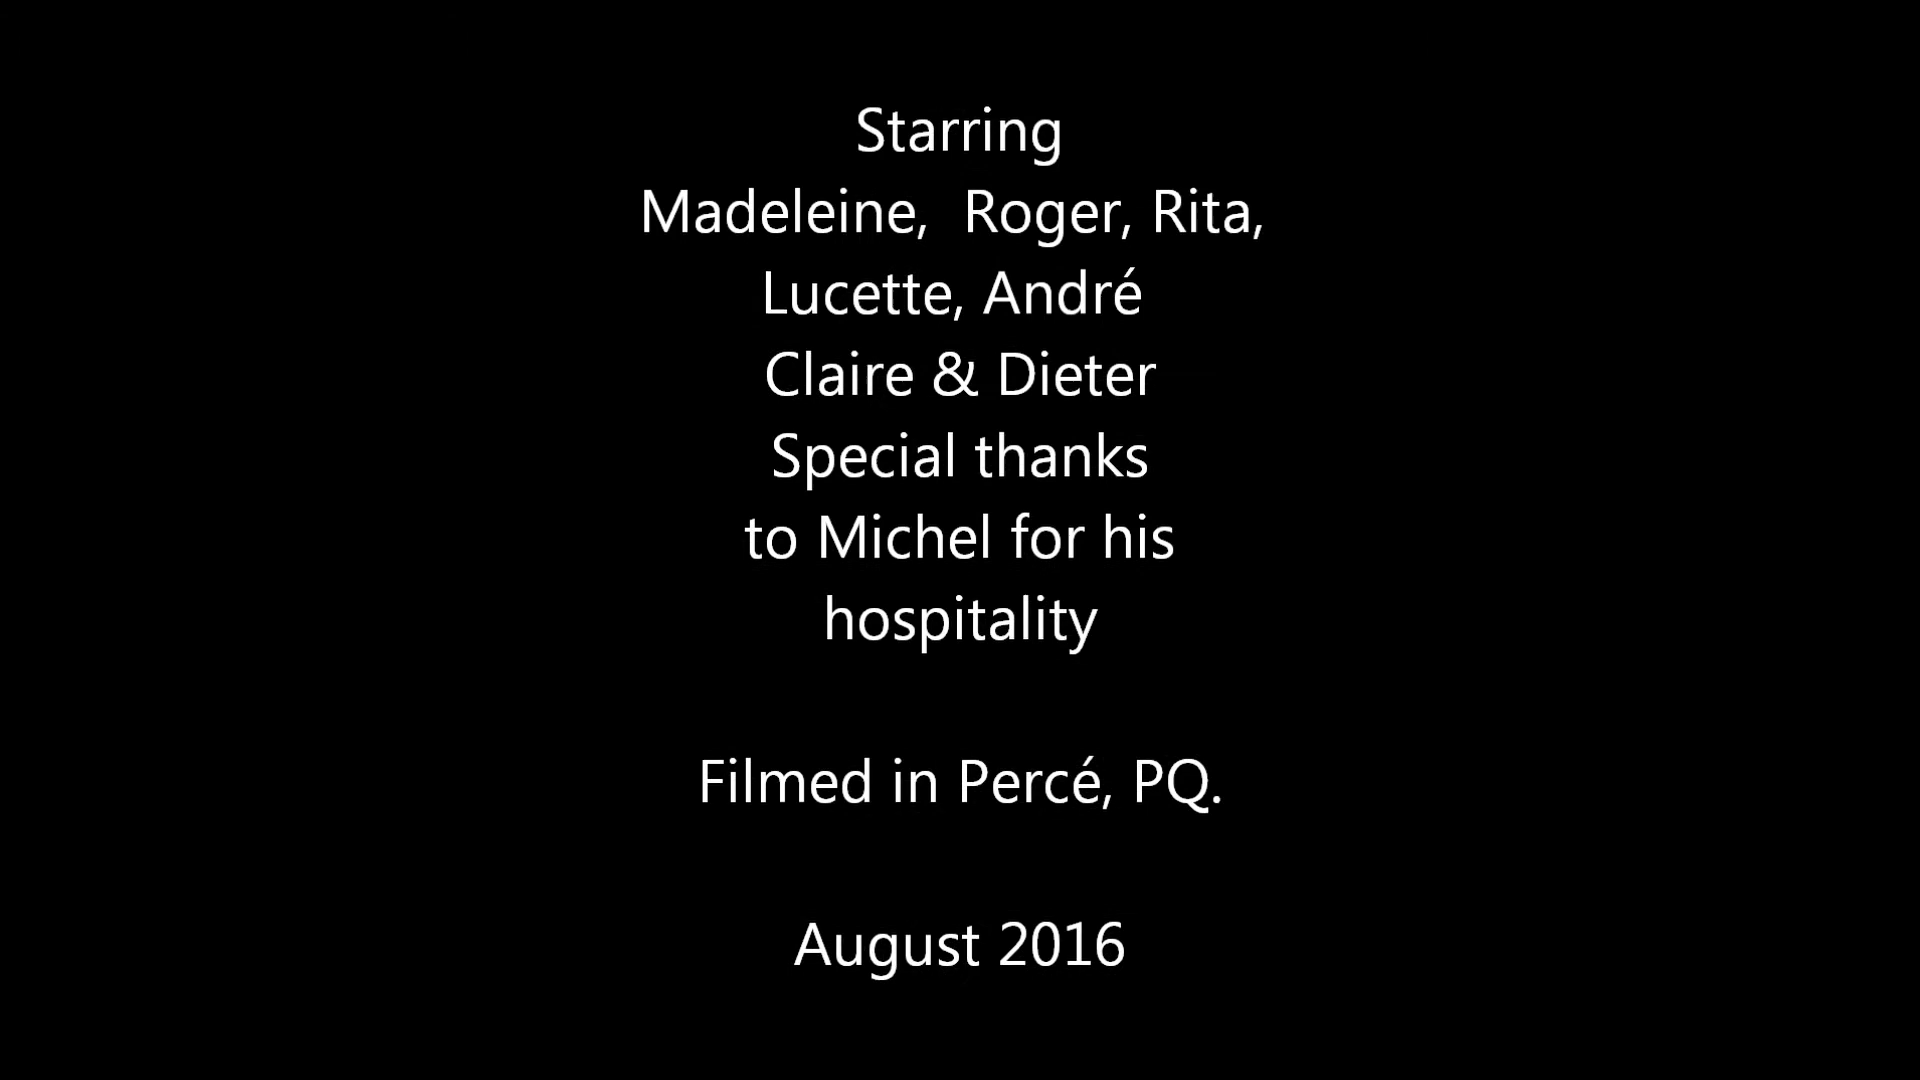 Starring
Madeleine,  Roger, Rita,
Lucette, André
Claire & Dieter
Special thanks
to Michel for his
hospitality
Filmed in Percé, PQ.
August 2016